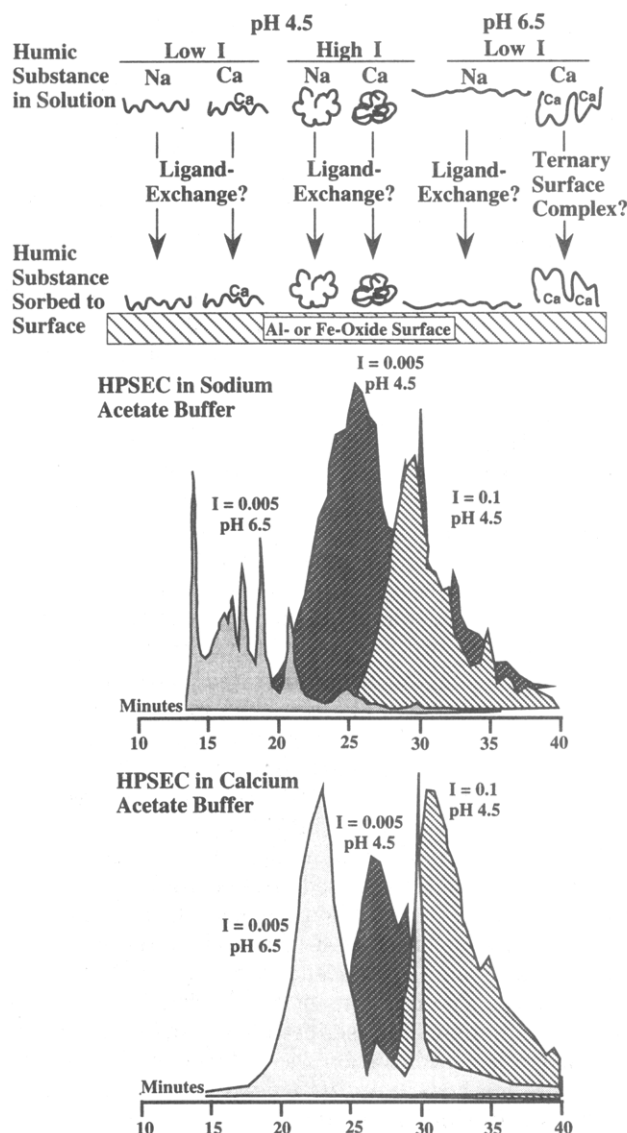 pH 4.5 pH 6.5
Humic Low I High I Low I
Substance Na Ca Na Ca Na Ca
in Solution Ca Ca Ca
Ligand- Exchange? Ligand- Exchange? Ligand- Exchange? Ternary Surface Complex?
Humic
Substance
Sorbed to Ca Ca Ca
Surface Al- or Fe-Oxide Surface
HPSEC in Sodium
Acetate Buffer
I = 0.005
pH 4.5
I = 0.005
pH 6.5
I = 0.1
pH 4.5
Minutes
10 15 20 25 30 35 40
HPSEC in Calcium
Acetate Buffer
I = 0.1
pH 4.5
I = 0.005
pH 4.5
I = 0.005
pH 6.5
Minutes
10 15 20 25 30 35 40